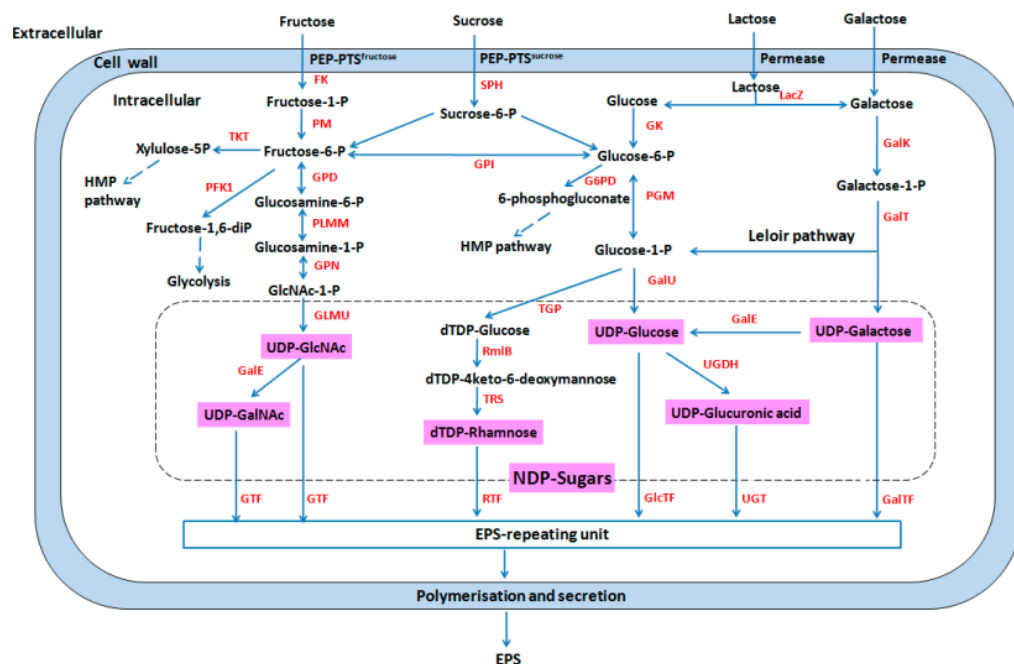 Fructose
Sucrose
Lactose
Galactose
Extracellular
Cell wall
PEP-PTSfructose
PEP-PTSsucrose
Permease
Permease
FK
SPH
Lactose
LacZ
Intracellular
Fructose-1-P
Glucose
Galactose
PM
Sucrose-6-P
GK
TKT
GalK
Xylulose-5P
Fructose-6-P
GPI
Glucose-6-P
HMP
pathway
PFK1
GPD
G6PD
PGM
Galactose-1-P
Glucosamine-6-P
6-phosphogluconate
PLMM
GalT
Fructose-1,6-diP
Glucosamine-1-P
HMP pathway
Glucose-1-P
Leloir pathway
GPN
Glycolysis
GlcNAc-1-P
GalU
TGP
GLMU
dTDP-Glucose
UDP-Glucose
GalE
UDP-Galactose
UDP-GlcNAc
RmlB
GalE
UGDH
dTDP-4keto-6-deoxymannose
TRS
UDP-GalNAc
UDP-Glucuronic acid
dTDP-Rhamnose
NDP-Sugars
GTF
GTF
RTF
GlcTF
UGT
GalTF
EPS-repeating unit
Polymerisation and secretion
EPS